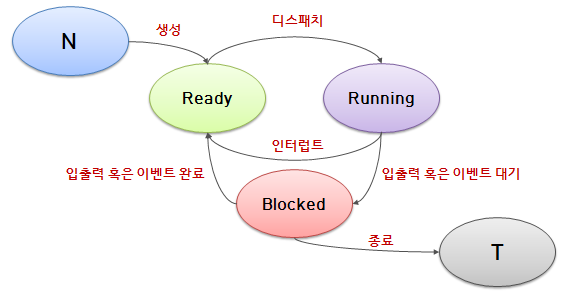 N
생성
디스패치
Ready
Running
인터럽트
입출력 혹은 이벤트 완료
입출력 혹은 이벤트 대기
Blocked
종료
T